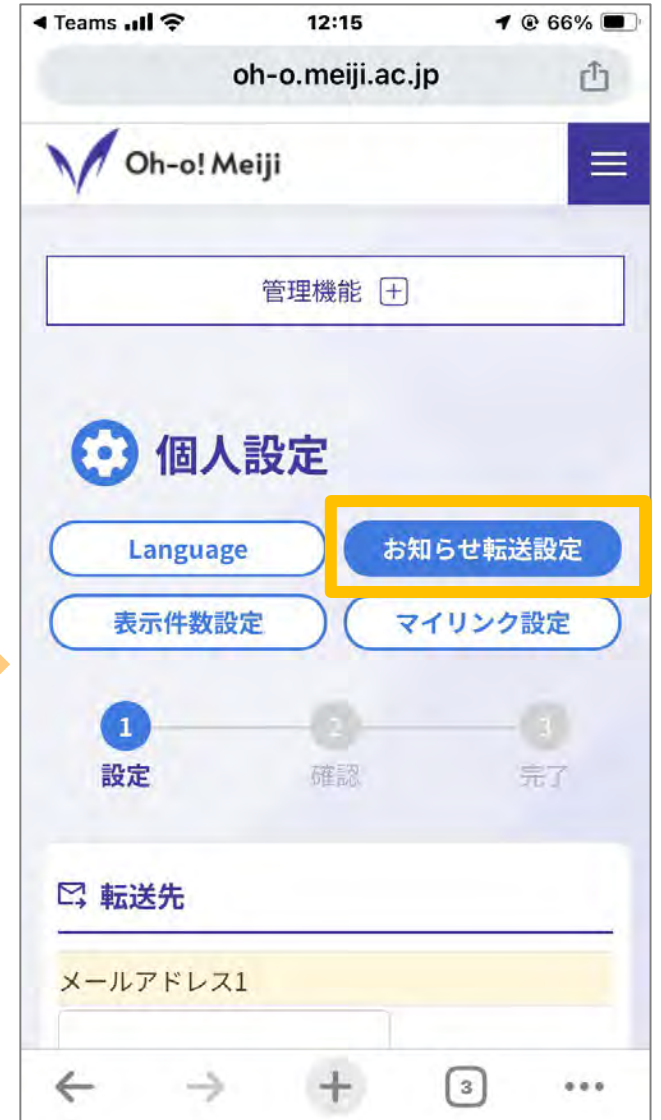 ◀ Teams 12:15 66%
oh-o.meiji.ac.jp
Oh-o! Meiji
管理機能 +
個人設定
Language お知らせ転送設定
表示件数設定 マイリンク設定
1 2 3
設定 確認 完了
転送先
メールアドレス1
3